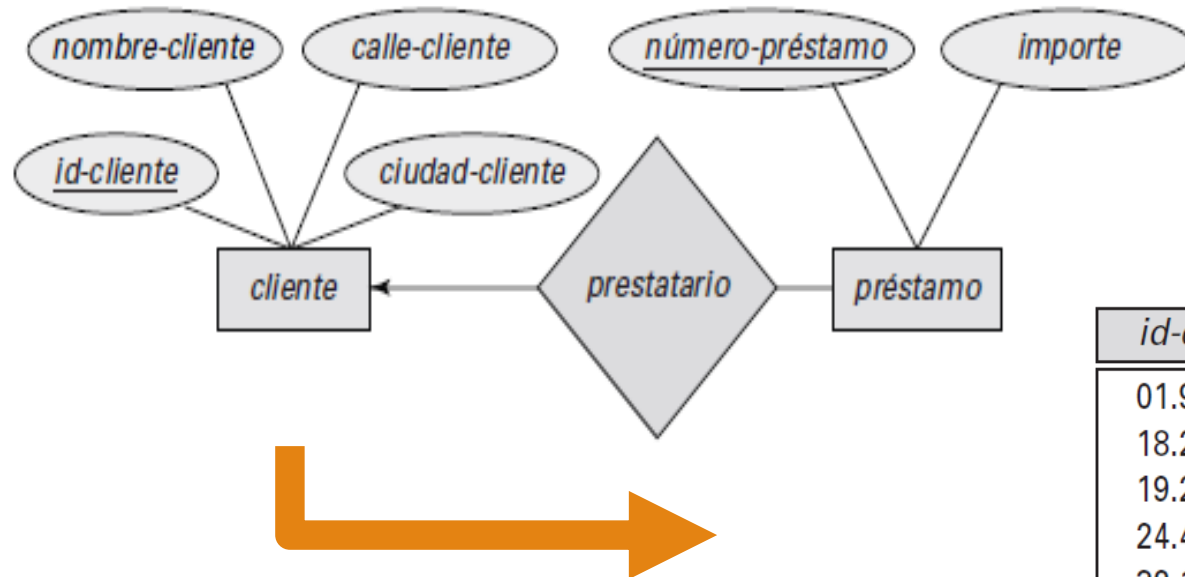 nombre-cliente
calle-cliente
número-préstamo
importe
id-cliente
ciudad-cliente
cliente
prestatario
préstamo
id-
01.9
18.2
19.2
24.4